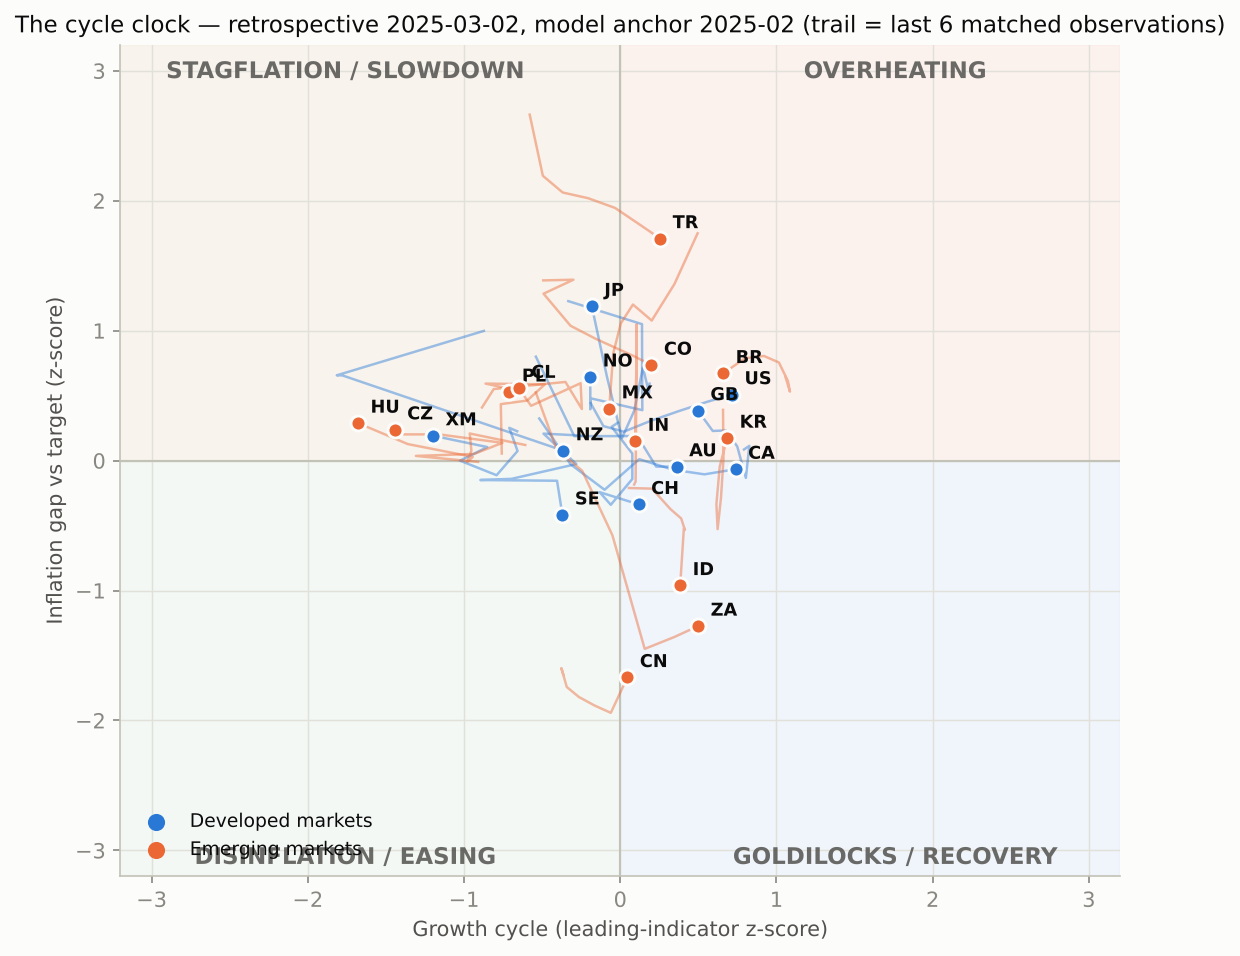 The cycle clock — retrospective 2025-03-02, model anchor 2025-02 (trail = last 6 matched observations)
STAGFLATION / SLOWDOWN
OVERHEATING
3
2
1
0
−1
−2
−3
Inflation gap vs target (z-score)
TR
JP
CO
NO
BR
CL
PL
US
MX
GB
HU
CZ
XM
IN
KR
NZ
AU
CA
SE
CH
ID
ZA
CN
Developed markets
Emerging markets
DISINFLATION / EASING
GOLDILOCKS / RECOVERY
−3
−2
−1
0
1
2
3
Growth cycle (leading-indicator z-score)